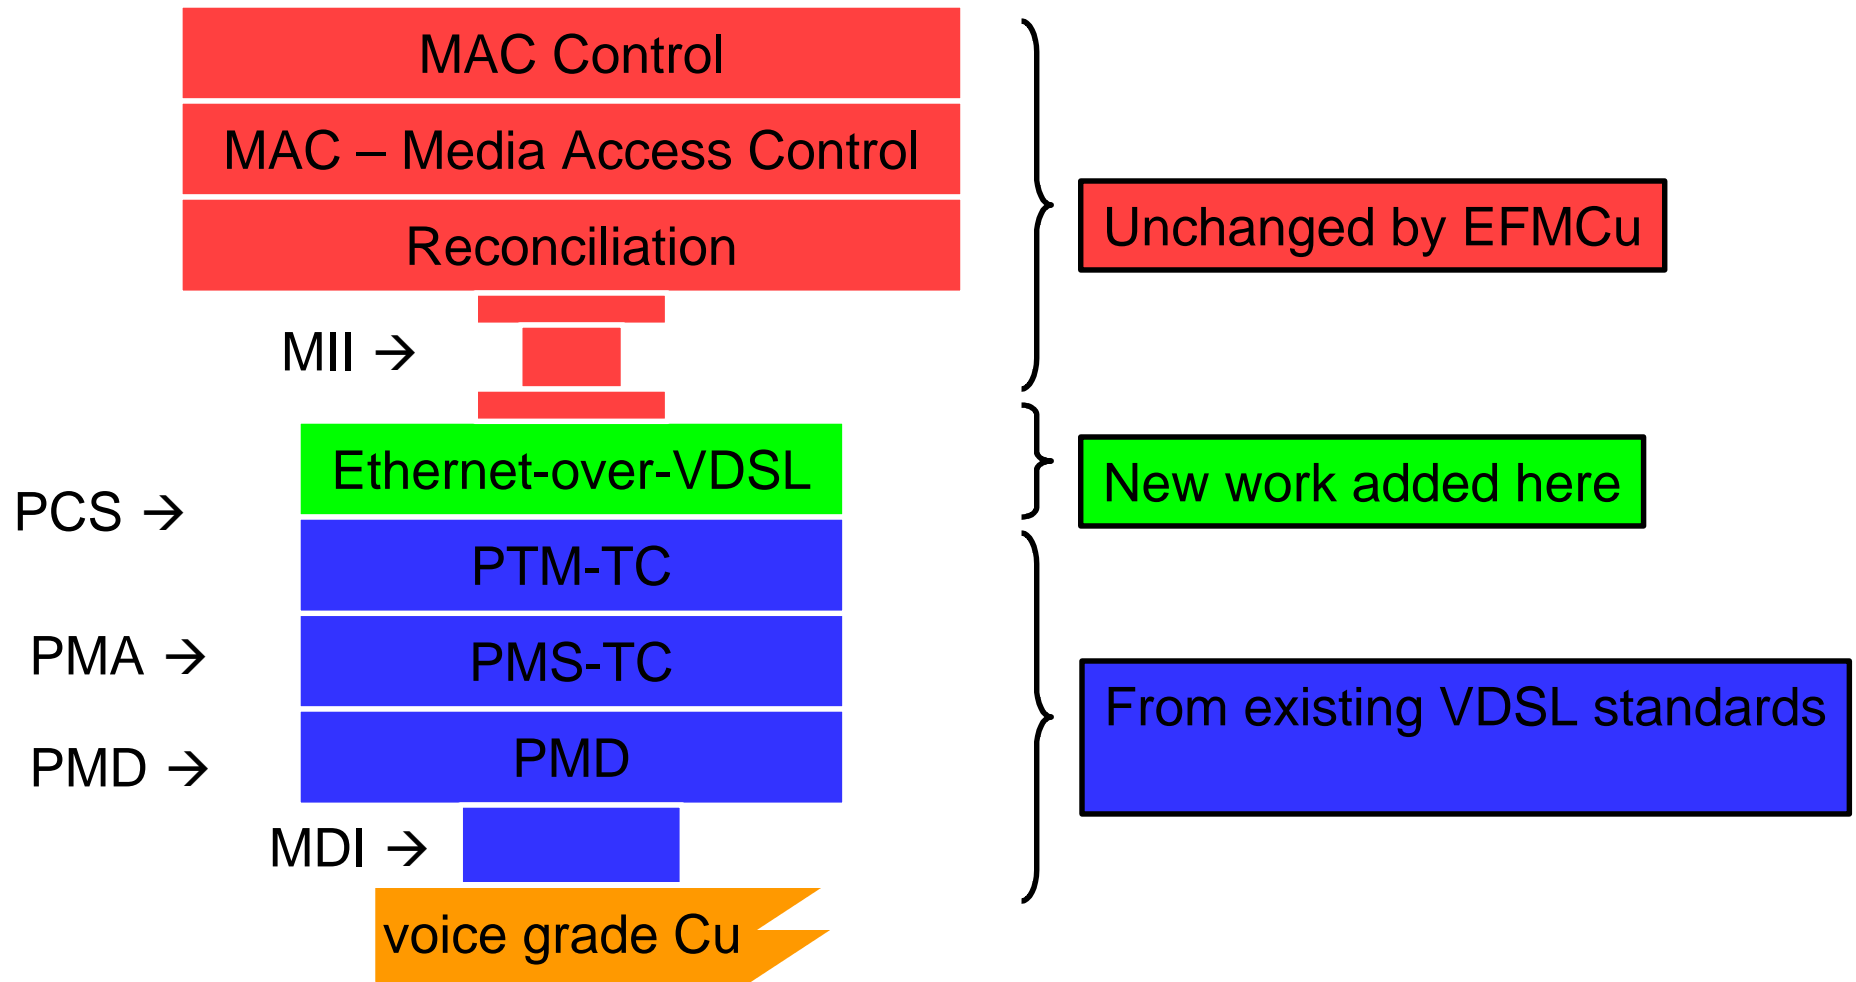 MAC Control
MAC – Media Access Control
Reconciliation
Unchanged by EFMCu
MII →
Ethernet-over-VDSL
New work added here
PCS →
PTM-TC
PMA →
PMS-TC
From existing VDSL standards
PMD →
PMD
MDI →
voice grade Cu